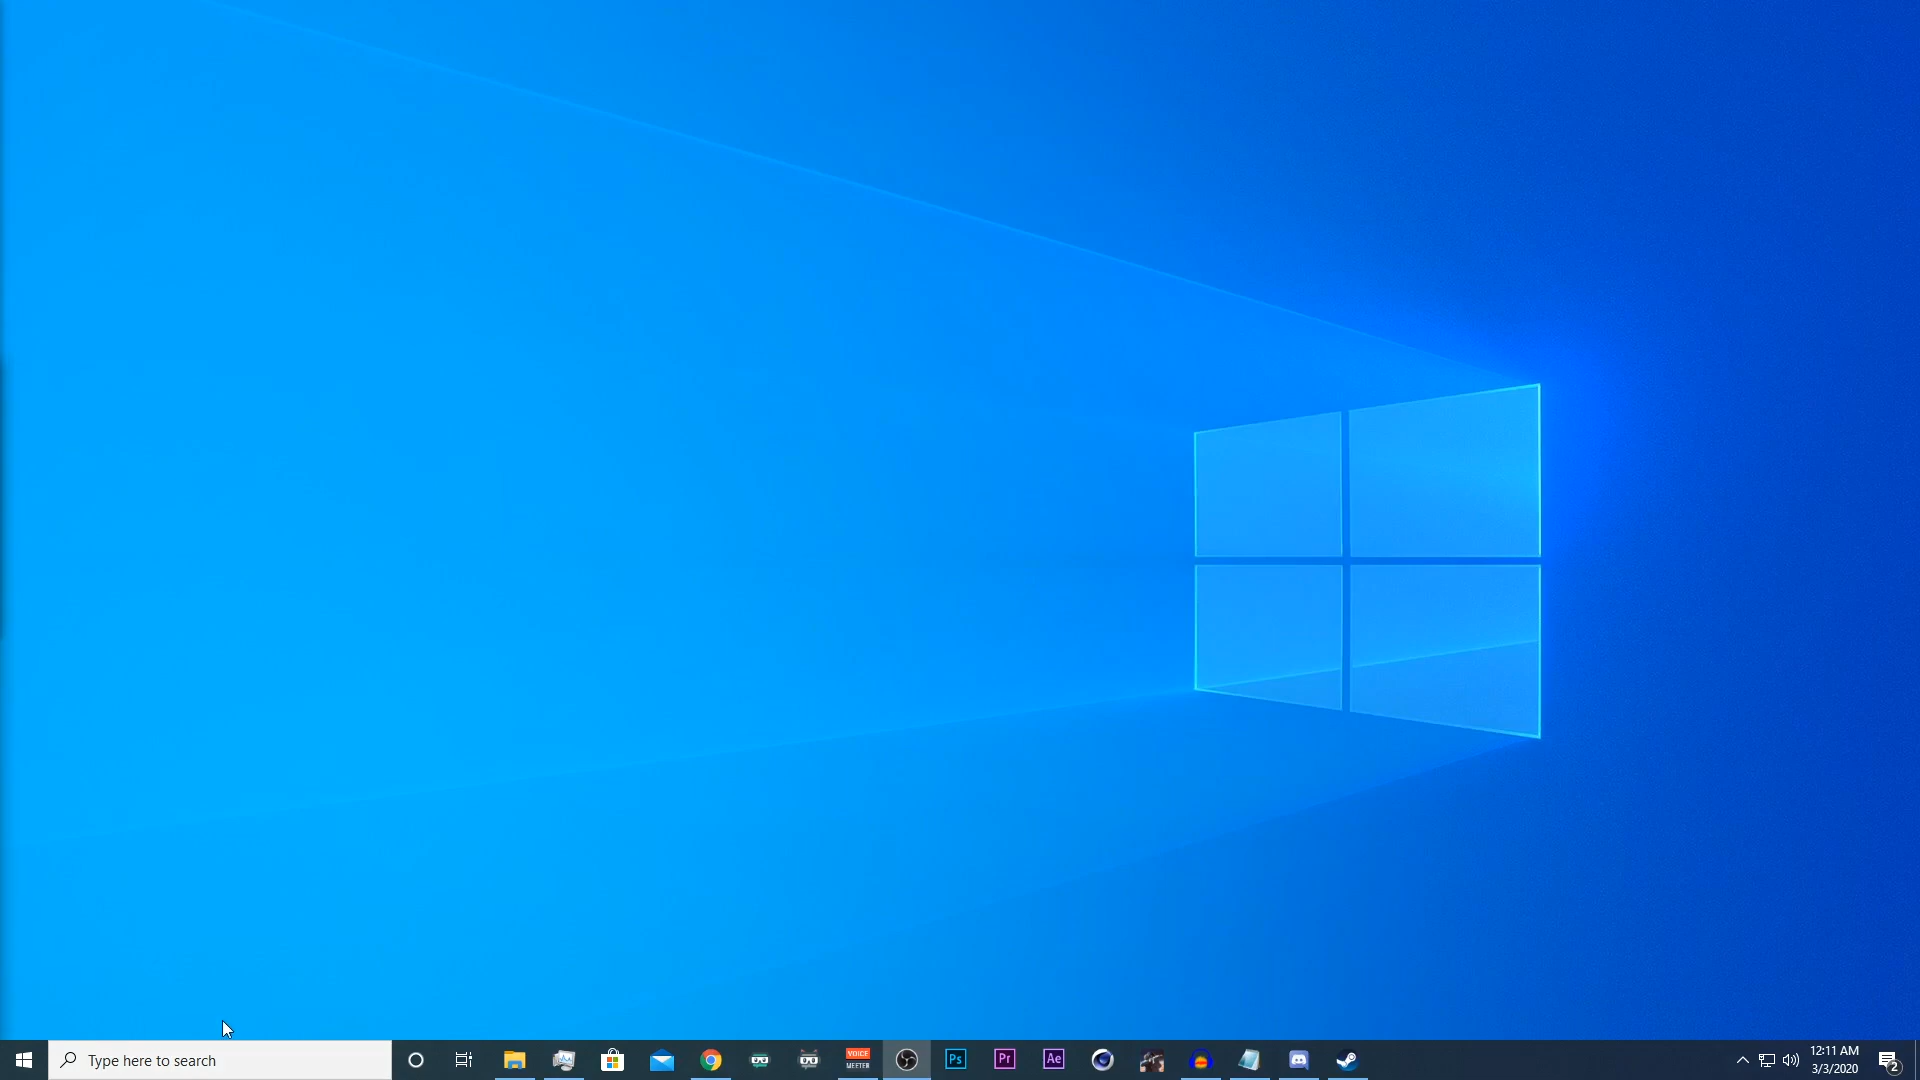 Type here to search
VOICE
MEETER
Ps
Pr
Ae
12:11 AM
3/3/2020
2